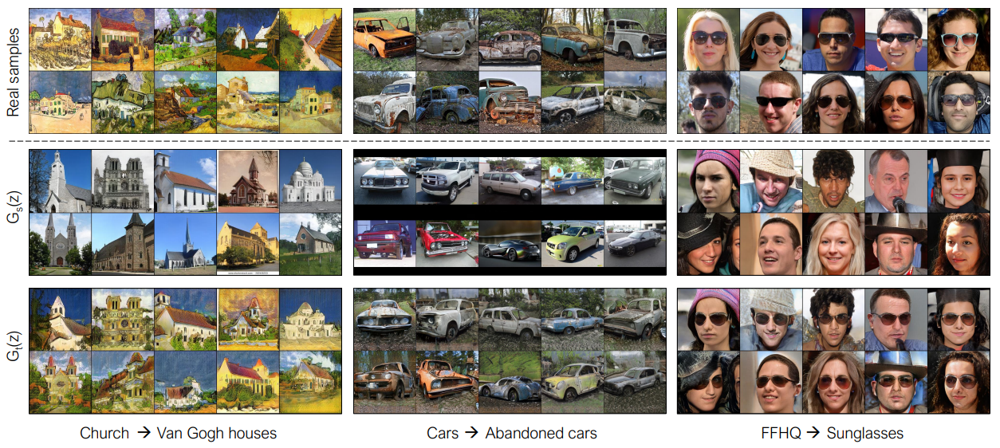 Real samples
Gs(z)
Gt(z)
Church → Van Gogh houses
Cars → Abandoned cars
FFHQ → Sunglasses